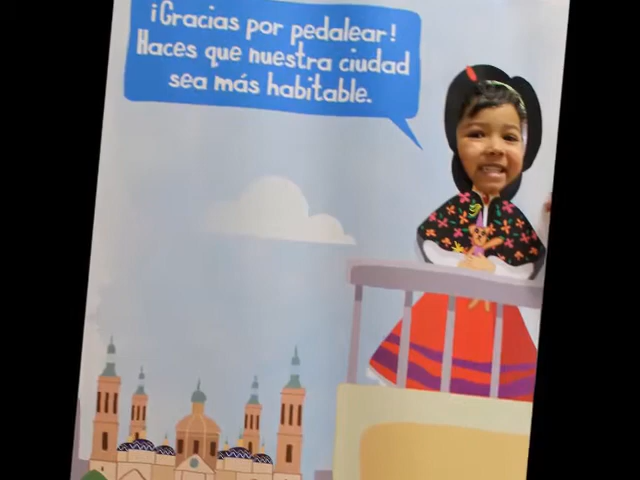 ¡Gracias por pedalear!
Haces que nuestra ciudad
sea más habitable.